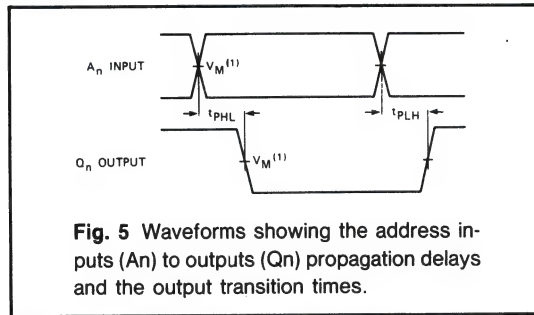 An INPUT
VM(1)
tPHL
tPLH
Qn OUTPUT
VM(1)
Fig. 5 Waveforms showing the address in-
puts (An) to outputs (Qn) propagation delays
and the output transition times.